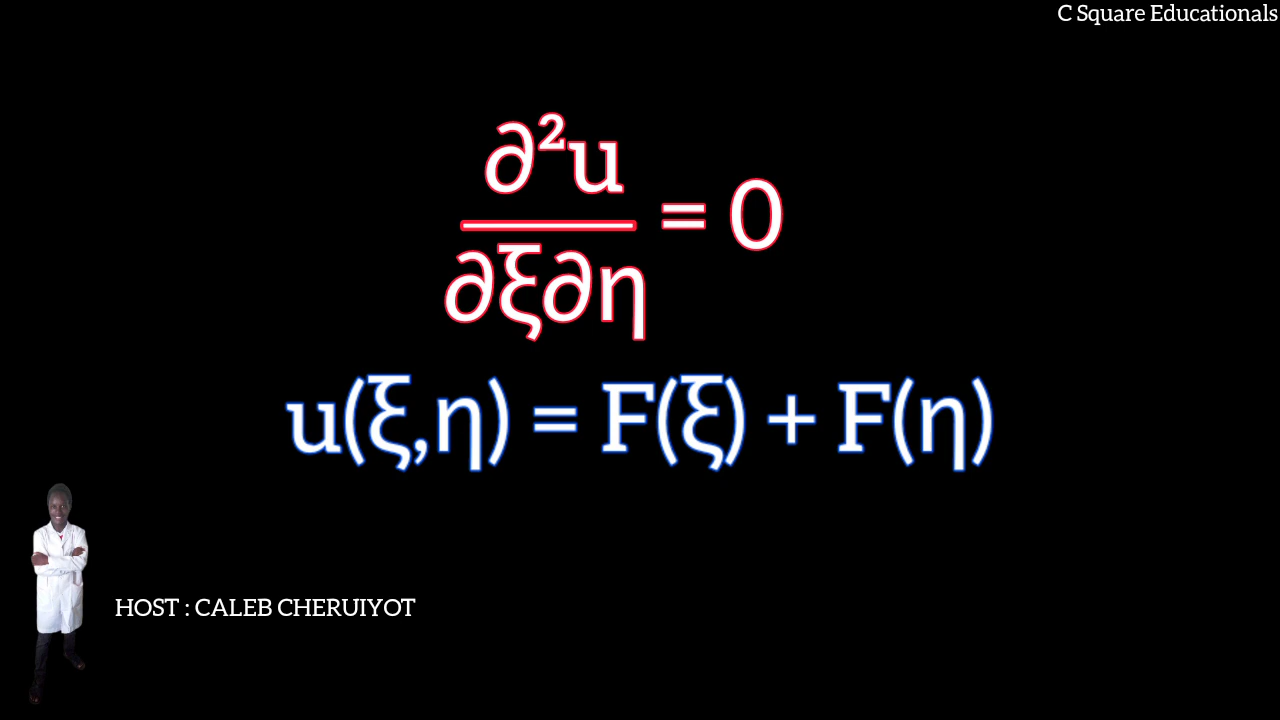 C Square Educationals
∂²u
= 0
∂ξ∂η
u(ξ,η) = F(ξ) + F(η)
HOST : CALEB CHERUIYOT